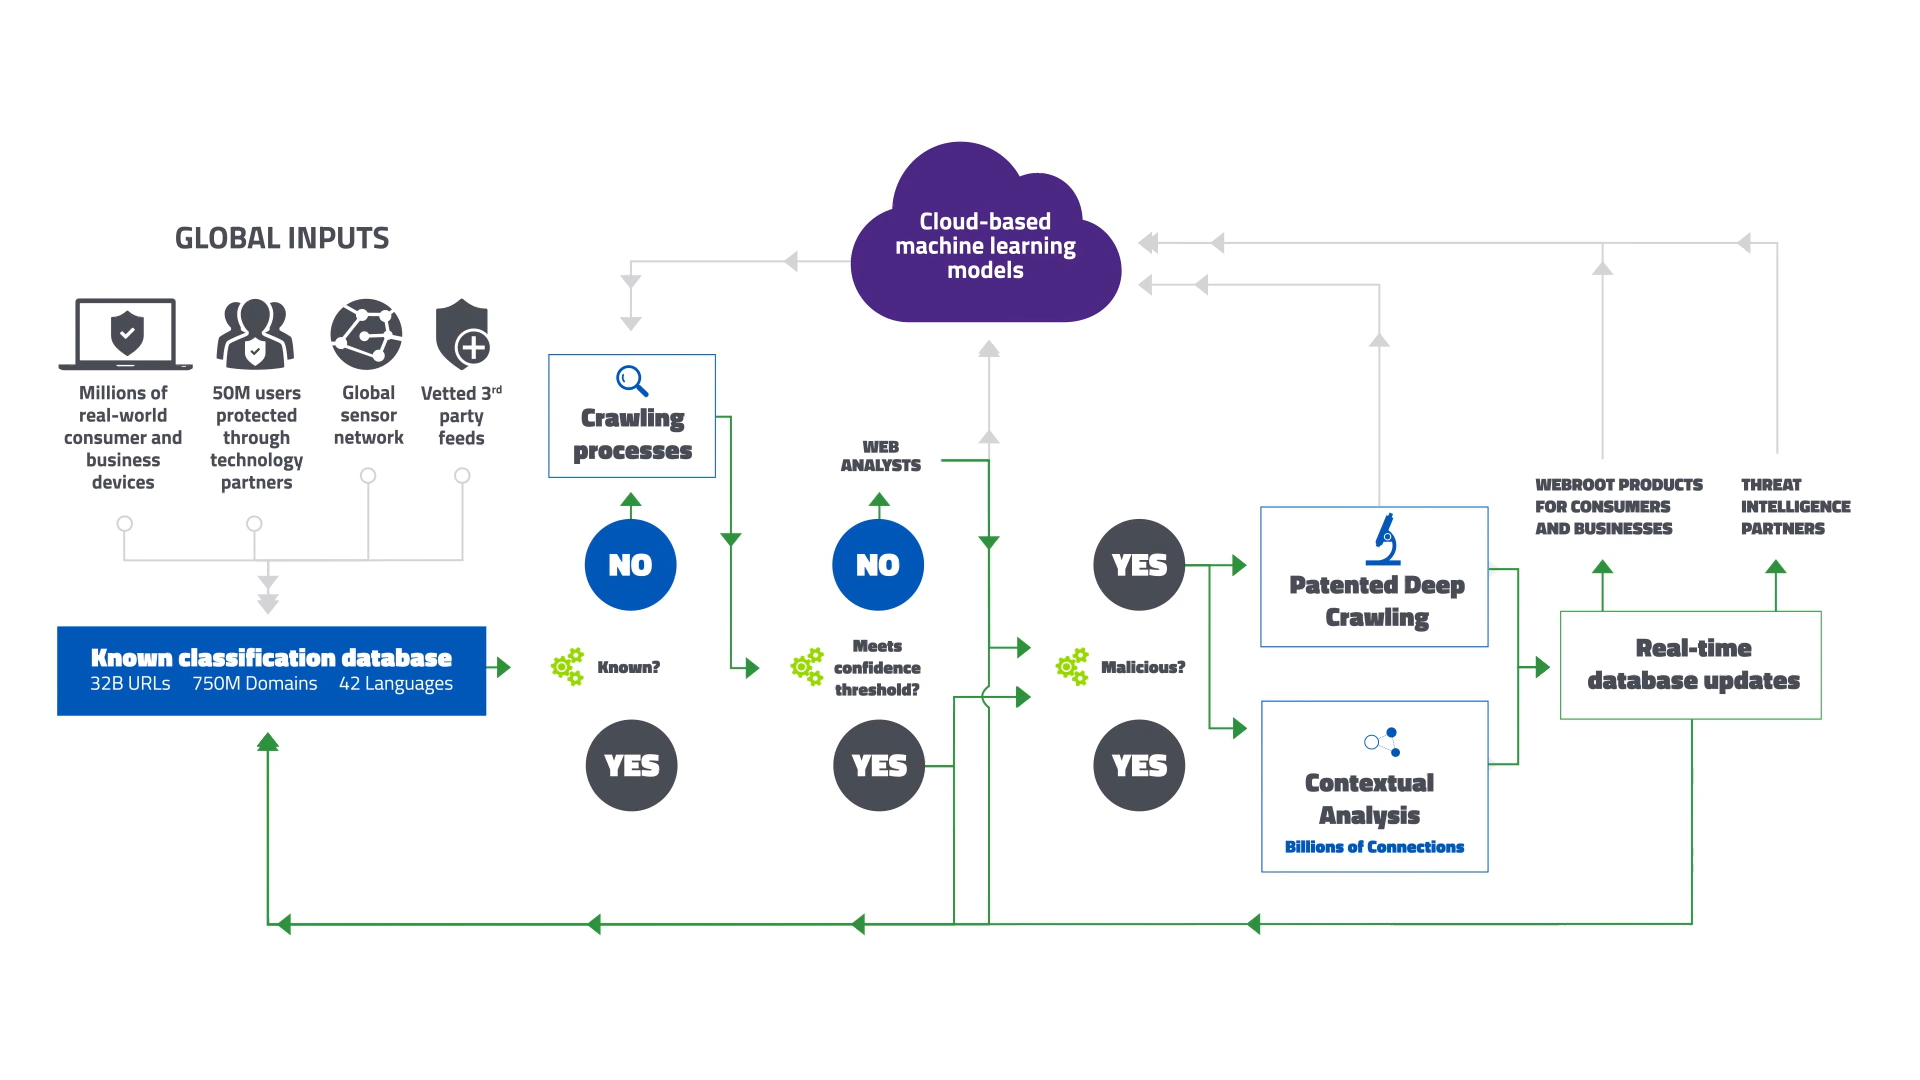 Cloud-based
machine learning
models
GLOBAL INPUTS
Millions of
real-world
consumer and
business
devices
50M users
protected
through
technology
partners
Global
sensor
network
Vetted 3rd
party
feeds
Known classification database
32B URLs 750M Domains 42 Languages
Crawling
processes
NO
Known?
YES
WEB
ANALYSTS
NO
Meets
confidence
threshold?
YES
YES
Malicious?
YES
Patented Deep
Crawling
Contextual
Analysis
Billions of Connections
WEBROOT PRODUCTS
FOR CONSUMERS
AND BUSINESSES
THREAT
INTELLIGENCE
PARTNERS
Real-time
database updates